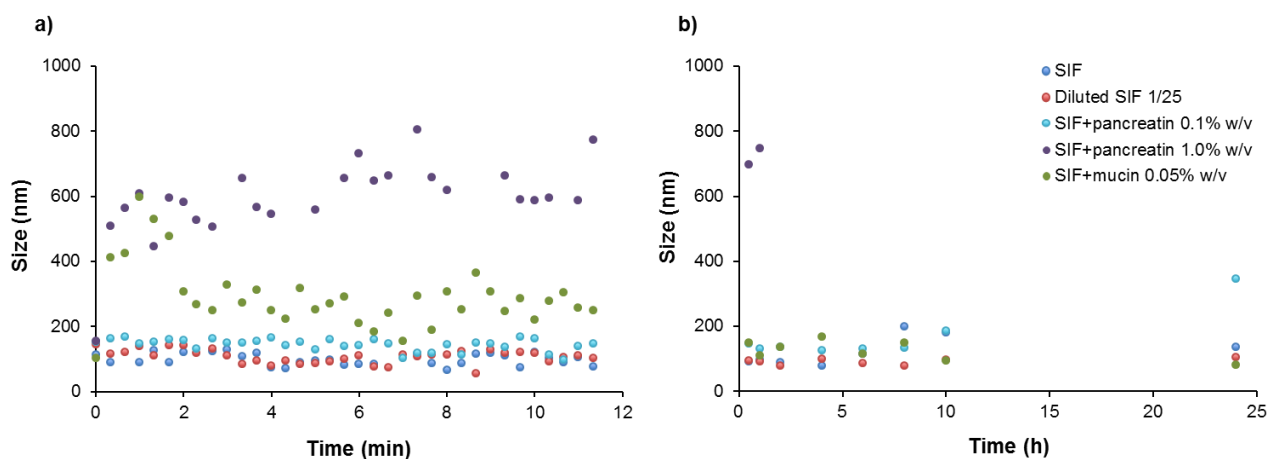 a)
1000
800
600
400
200
0
0 2 4 6 8 10 12
Size (nm)
Time (min)
b)
1000
800
600
400
200
0
0 5 10 15 20 25
Size (nm)
Time (h)
SIF
Diluted SIF 1/25
SIF+pancreatin 0.1% w/v
SIF+pancreatin 1.0% w/v
SIF+mucin 0.05% w/v